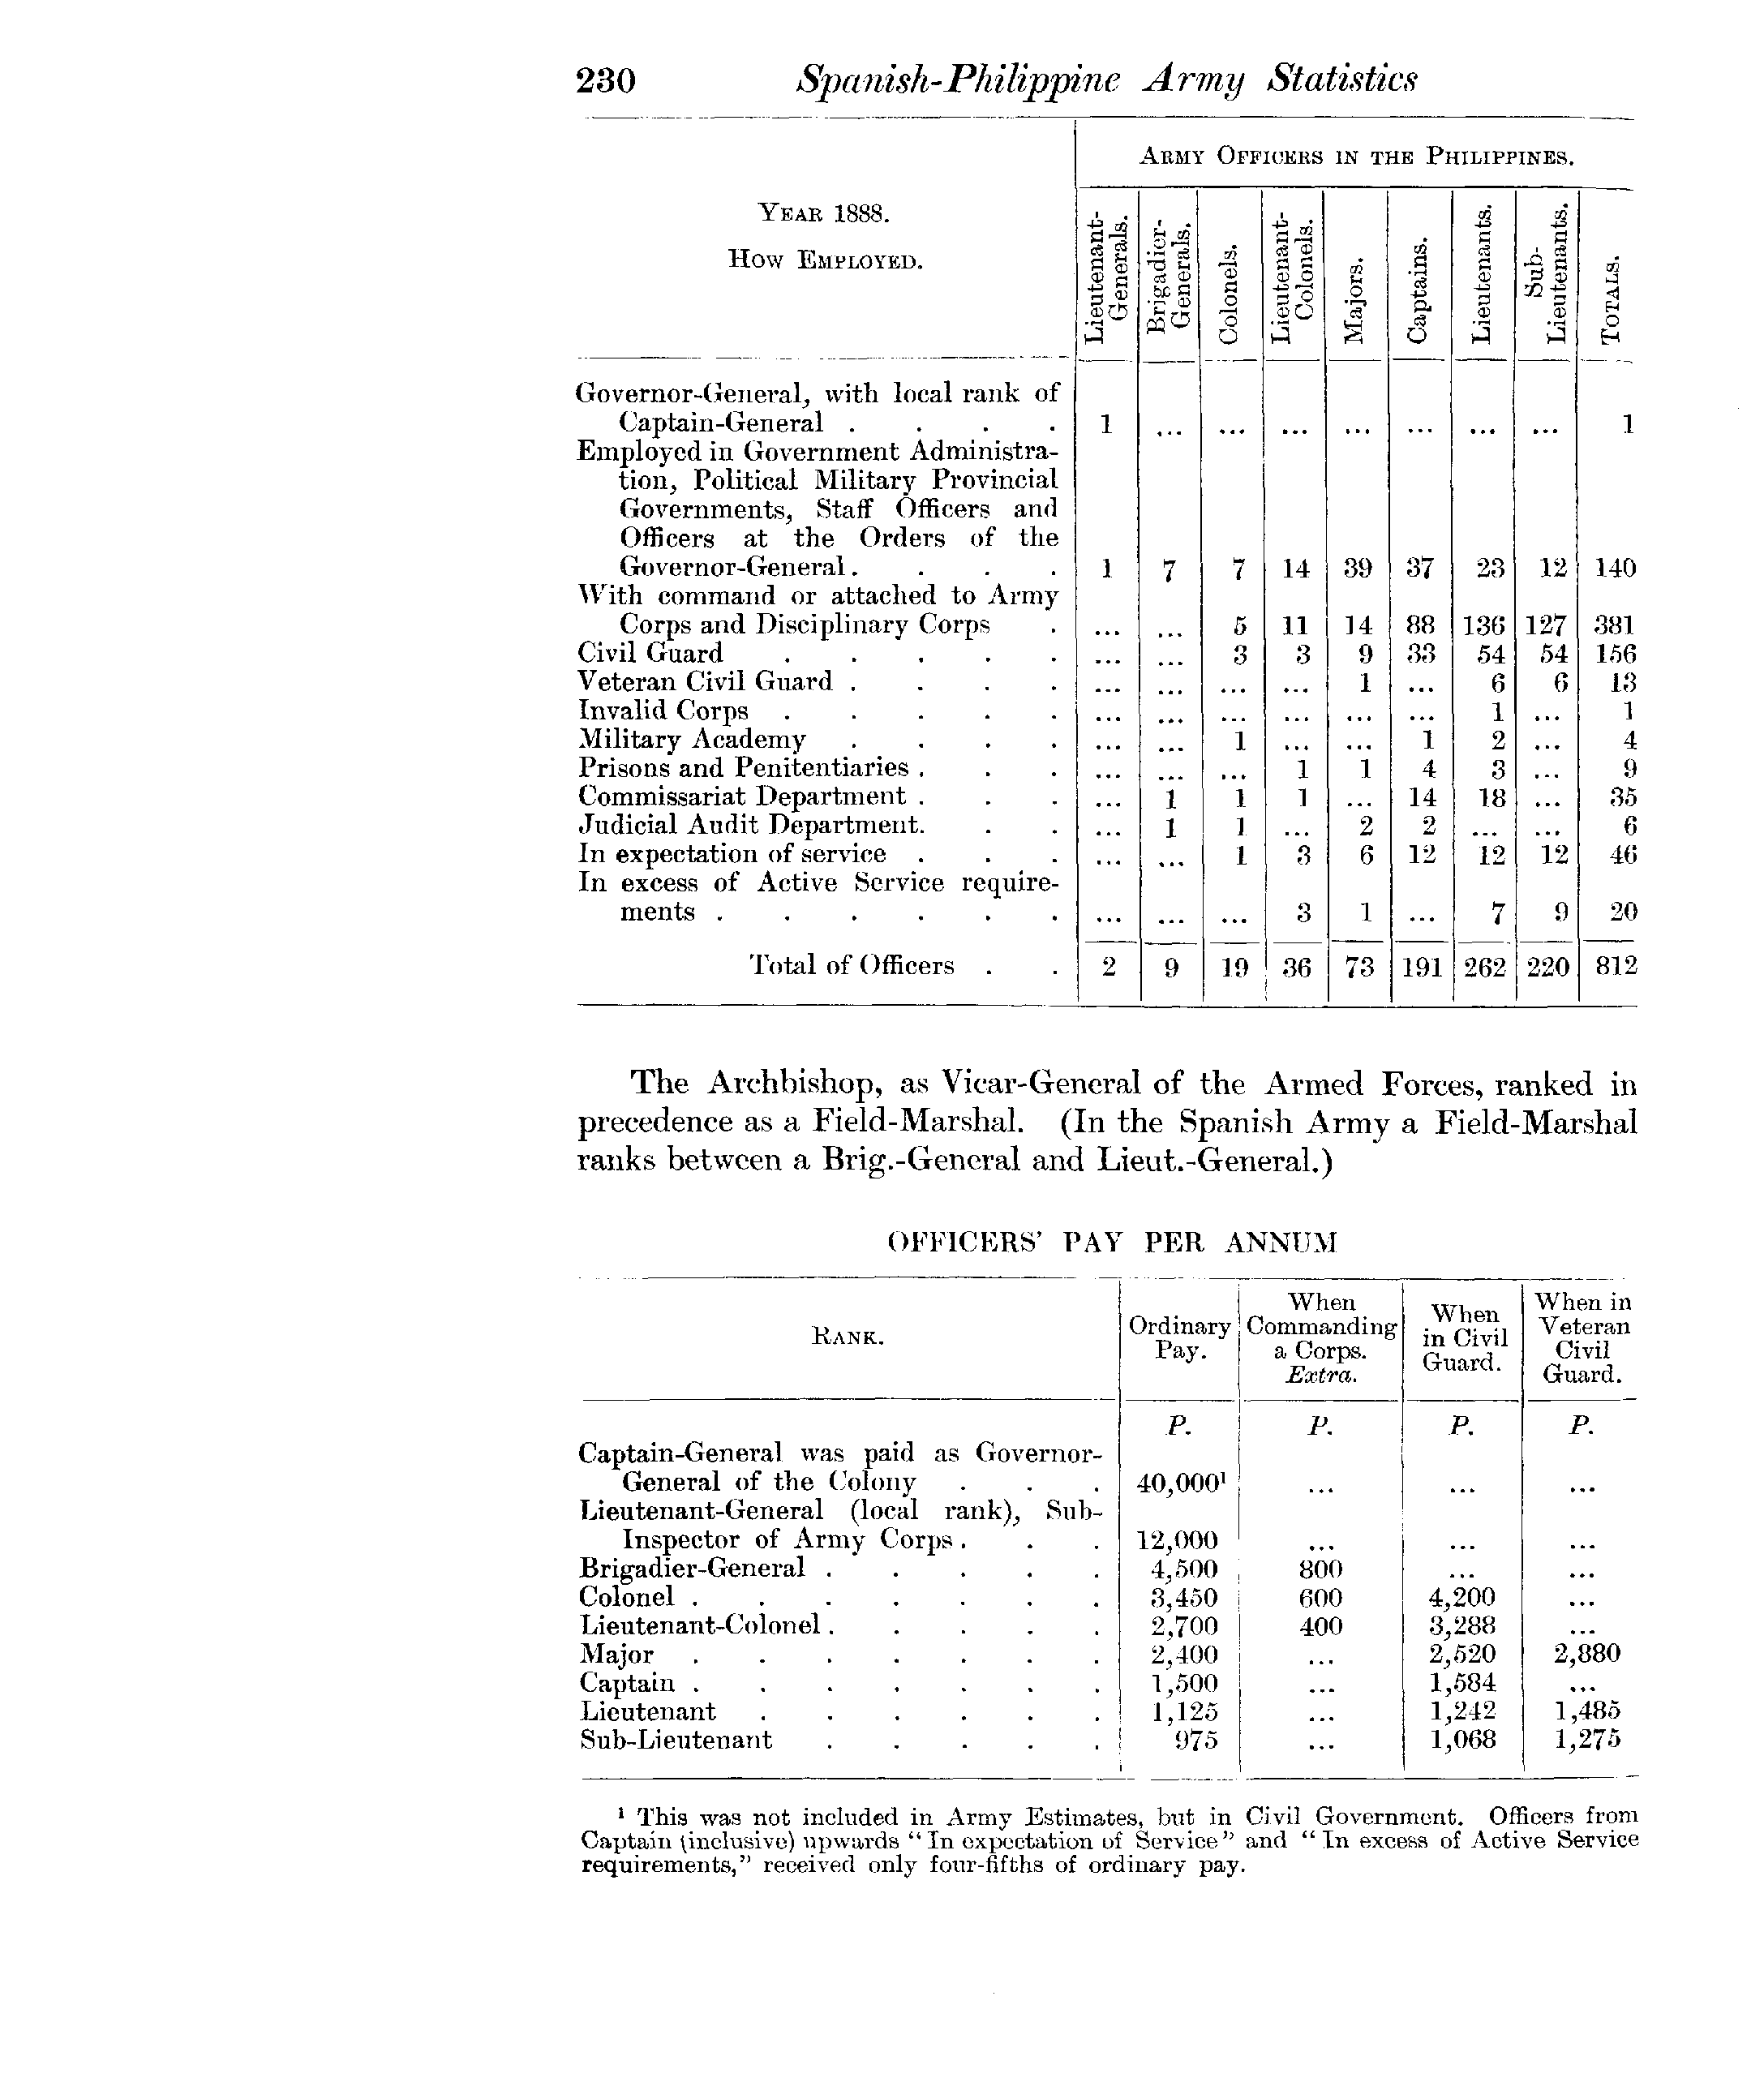 230 Spanish-Philippine Army Statistics
ARMY OFFICERS IN THE PHILIPPINES.
YEAR 1888.
HOW EMPLOYED.
Lieutenant-Generals. Brigadier-Generals. Colonels. Lieutenant-Colonels. Majors. Captains. Lieutenants. Sub-Lieutenants. TOTALS.
Governor-General, with local rank of
Captain-General . . . . 1 ... ... ... ... ... ... ... 1
Employed in Government Administra-
tion, Political Military Provincial
Governments, Staff Officers and
Officers at the Orders of the
Governor-General . . . . 1 7 7 14 39 37 23 12 140
With command or attached to Army
Corps and Disciplinary Corps . ... ... 5 11 14 88 136 127 381
Civil Guard . . . . . ... ... 3 3 9 33 54 54 156
Veteran Civil Guard . . . . ... ... ... ... 1 ... 6 6 13
Invalid Corps . . . . . ... ... ... ... ... ... 1 ... 1
Military Academy . . . . ... ... 1 ... ... 1 2 ... 4
Prisons and Penitentiaries . . . ... ... ... 1 1 4 3 ... 9
Commissariat Department . . . ... 1 1 1 ... 14 18 ... 35
Judicial Audit Department. . . ... 1 1 ... 2 2 ... ... 6
In expectation of service . . . ... ... 1 3 6 12 12 12 46
In excess of Active Service require-
ments . . . . . . ... ... ... 3 1 ... 7 9 20
Total of Officers . . 2 9 19 36 73 191 262 220 812
The Archbishop, as Vicar-General of the Armed Forces, ranked in
precedence as a Field-Marshal. (In the Spanish Army a Field-Marshal
ranks between a Brig.-General and Lieut.-General.)
OFFICERS' PAY PER ANNUM
RANK. Ordinary Pay. When Commanding a Corps. Extra. When in Civil Guard. When in Veteran Civil Guard.
P. P. P. P.
Captain-General was paid as Governor-
General of the Colony . . . 40,000¹ ... ... ...
Lieutenant-General (local rank), Sub-
Inspector of Army Corps . . . 12,000 ... ... ...
Brigadier-General . . . . . 4,500 800 ... ...
Colonel . . . . . . . 3,450 600 4,200 ...
Lieutenant-Colonel . . . . . 2,700 400 3,288 ...
Major . . . . . . . 2,400 ... 2,520 2,880
Captain . . . . . . . 1,500 ... 1,584 ...
Lieutenant . . . . . . 1,125 ... 1,242 1,485
Sub-Lieutenant . . . . . 975 ... 1,068 1,275
¹ This was not included in Army Estimates, but in Civil Government. Officers from
Captain (inclusive) upwards "In expectation of Service" and "In excess of Active Service
requirements," received only four-fifths of ordinary pay.